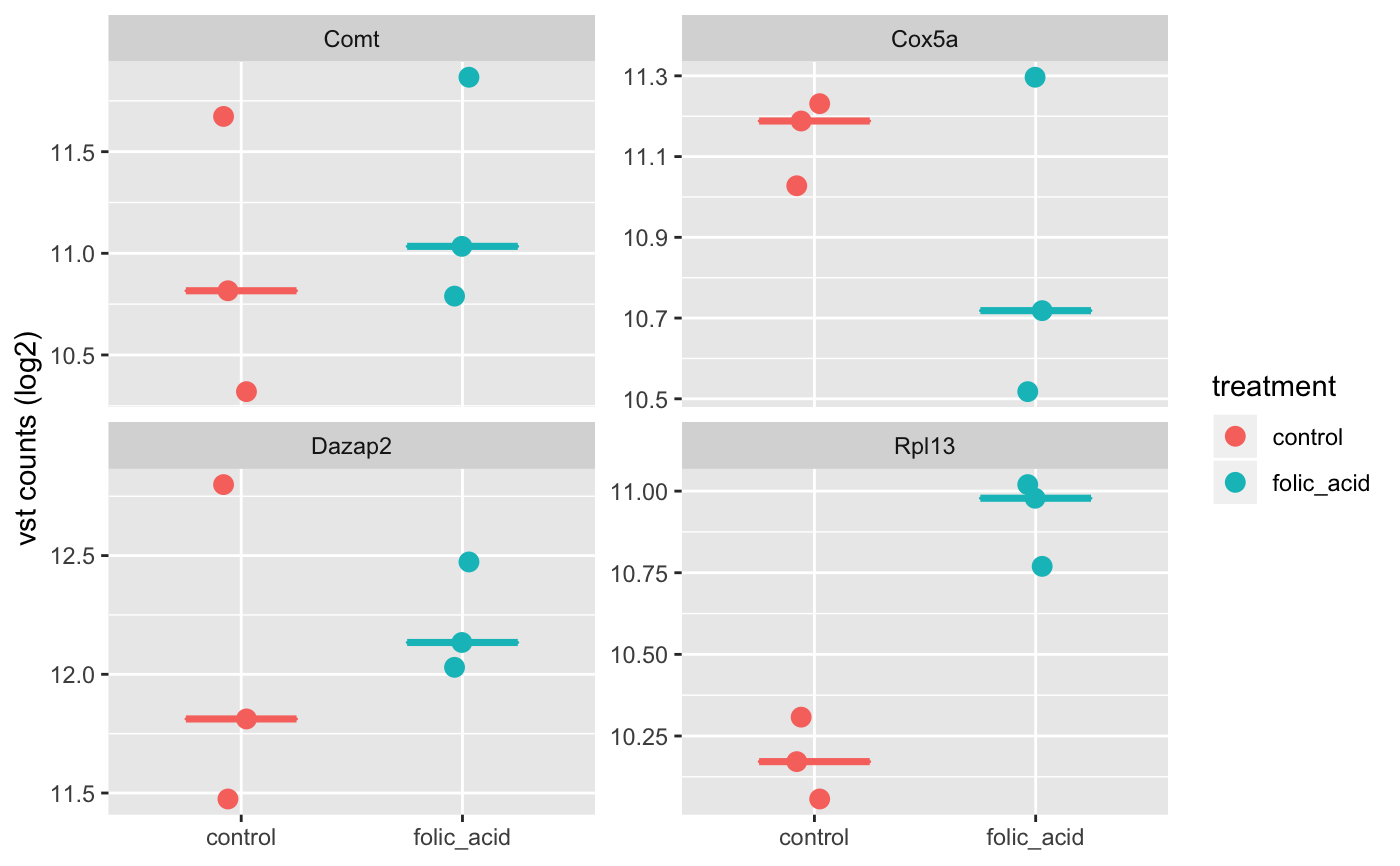 Comt
Cox5a
11.5
11.0
10.5
11.3
11.1
10.9
10.7
10.5
Dazap2
Rpl13
12.5
12.0
11.5
11.00
10.75
10.50
10.25
control
folic_acid
control
folic_acid
vst counts (log2)
treatment
control
folic_acid